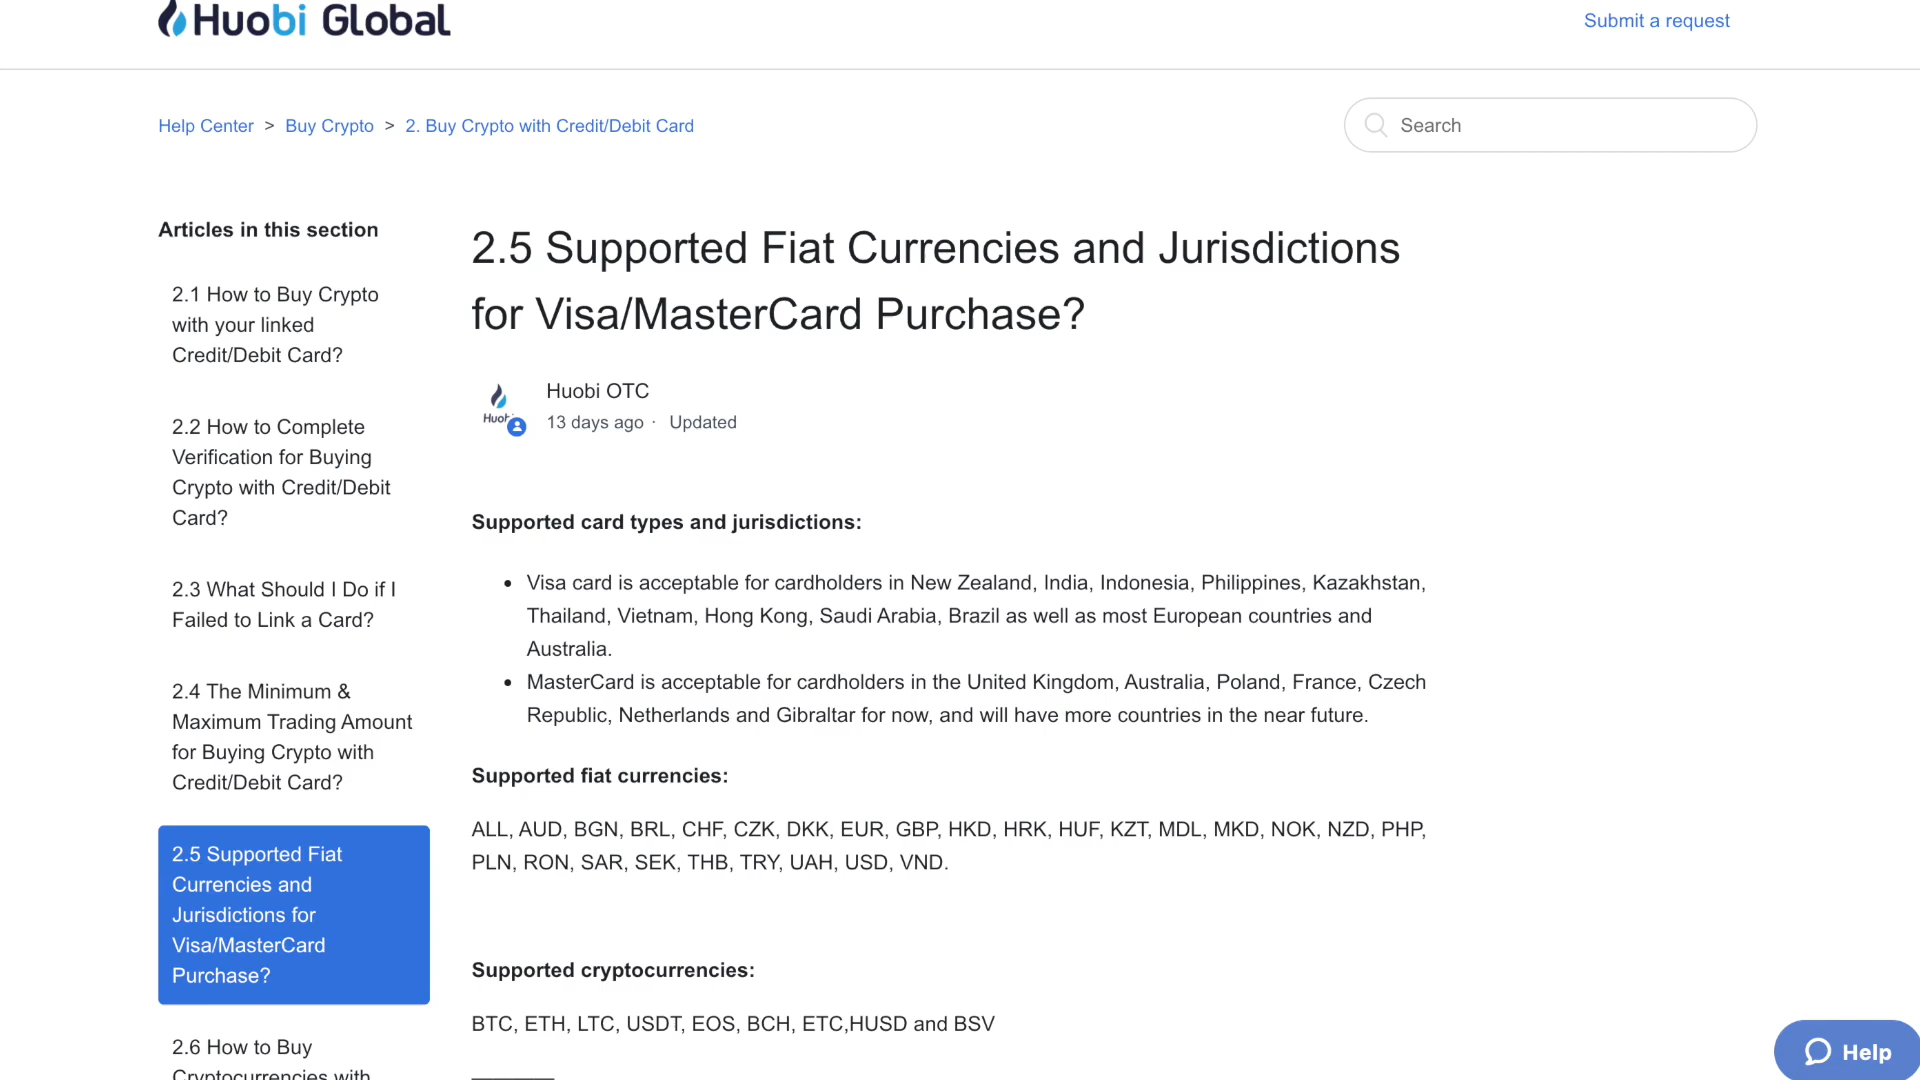 Huobi Global
Submit a request
Help Center > Buy Crypto > 2. Buy Crypto with Credit/Debit Card
Search
Articles in this section
2.1 How to Buy Crypto
with your linked
Credit/Debit Card?
2.2 How to Complete
Verification for Buying
Crypto with Credit/Debit
Card?
2.3 What Should I Do if I
Failed to Link a Card?
2.4 The Minimum &
Maximum Trading Amount
for Buying Crypto with
Credit/Debit Card?
2.5 Supported Fiat
Currencies and
Jurisdictions for
Visa/MasterCard
Purchase?
2.6 How to Buy
Cryptocurrencies with
2.5 Supported Fiat Currencies and Jurisdictions
for Visa/MasterCard Purchase?
Huobi OTC
13 days ago · Updated
Supported card types and jurisdictions:
• Visa card is acceptable for cardholders in New Zealand, India, Indonesia, Philippines, Kazakhstan,
Thailand, Vietnam, Hong Kong, Saudi Arabia, Brazil as well as most European countries and
Australia.
• MasterCard is acceptable for cardholders in the United Kingdom, Australia, Poland, France, Czech
Republic, Netherlands and Gibraltar for now, and will have more countries in the near future.
Supported fiat currencies:
ALL, AUD, BGN, BRL, CHF, CZK, DKK, EUR, GBP, HKD, HRK, HUF, KZT, MDL, MKD, NOK, NZD, PHP,
PLN, RON, SAR, SEK, THB, TRY, UAH, USD, VND.
Supported cryptocurrencies:
BTC, ETH, LTC, USDT, EOS, BCH, ETC,HUSD and BSV
Help